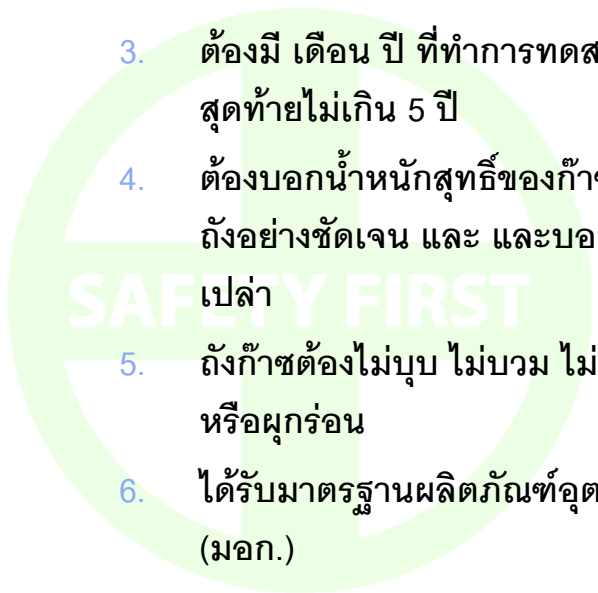 3. ต้องมี เดือน ปี ที่ทำการทดส
สุดท้ายไม่เกิน 5 ปี
4. ต้องบอกน้ำหนักสุทธิ์ของก๊าซ
ถังอย่างชัดเจน และ และบอ
เปล่า
SAFETY FIRST
5. ถังก๊าซต้องไม่บุบ ไม่บวม ไม่
หรือผุกร่อน
6. ได้รับมาตรฐานผลิตภัณฑ์อุต
(มอก.)